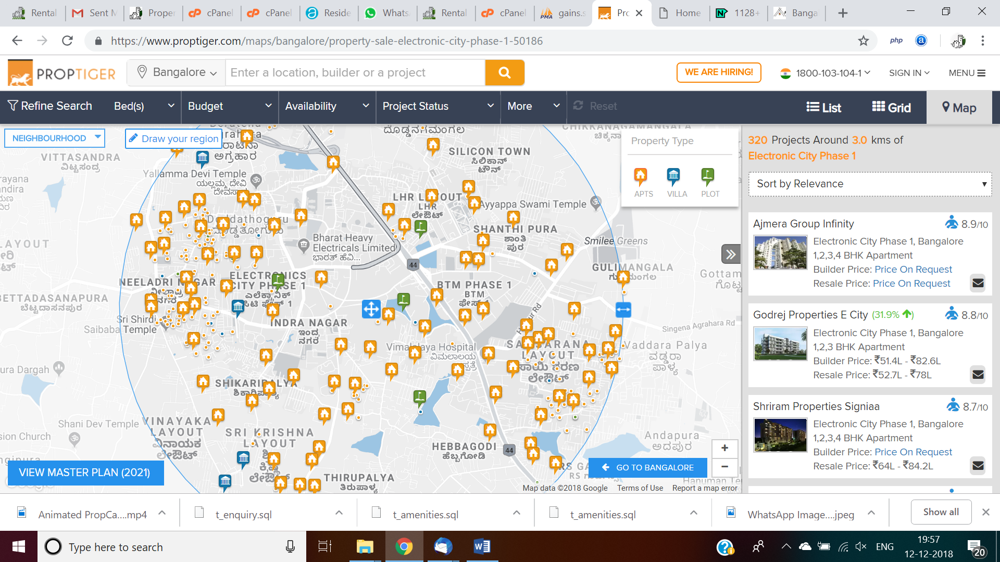 Rental
Sent M
Proper
cPanel
cPanel
Reside
Whats
Rental
cPanel
gains.s
Pro
Home
1128+
Banga
https://www.proptiger.com/maps/bangalore/property-sale-electronic-city-phase-1-50186
php
PROPTIGER
Bangalore
Enter a location, builder or a project
WE ARE HIRING!
1800-103-104-1
SIGN IN
MENU
Refine Search
Bed(s)
Budget
Availability
Project Status
More
Reset
List
Grid
Map
NEIGHBOURHOOD
Draw your region
Property Type
APTS
VILLA
PLOT
VITTASANDRA
ವಿಟ್ಟಸಂದ್ರ
ಅಗ್ರಹಾರ
ದೊಡ್ಡನಗಮಂಗಲ
CHIKKANAGAMANGALA
SILICON TOWN
ಸಿಲಿಕಾನ್
ಟೌನ್
Yallamma Devi Temple
ಯಲ್ಲಮ್ಮ ದೇವಿ
LHR LAYOUT
LHR
ಲೇಔಟ್
Ayyappa Swami Temple
Doddathoguru
SHANTHI PURA
ಶಾಂತಿ
ಪುರ
Bharat Heavy
Electricals Limited
ಭಾರತ್ ಹೆವಿ...
Smilee Greens
44
GULIMANGALA
Gottam
NEELADRI NAGAR
ELECTRONICS
CITY PHASE 1
BTM PHASE 1
BTM
BETTADASANAPURA
ಬೆಟ್ಟದಾಸನಪುರ
Sri Shirdi
Saibaba Temple
INDRA NAGAR
ಇಂದ್ರ
ನಗರ
Singena Agrahara Rd
Vimalalaya Hospital
ವಿಮಲಾಲಯ
Vaddara Palya
ವಡ್ಡರಾ
ಪಾಳ್ಯ
LAYOUT
ಲೇಔಟ್
ura Dargah
SHIKARIPALYA
Shani Dev Temple
VINAYAKA
LAYOUT
ವಿನಾಯಕ
ಲೇಔಟ್
SRI KRISHNA
LAYOUT
sion Church
HEBBAGODI
ಹೆಬ್ಬಗೋಡಿ
44
Andapura
ಅದಪುರ
THIRUPALYA
ತಿರುಪಾಳ್ಯ
VIEW MASTER PLAN (2021)
GO TO BANGALORE
+
−
Map data ©2018 Google
Terms of Use
Report a map error
320 Projects Around 3.0 kms of
Electronic City Phase 1
Sort by Relevance
Ajmera Group Infinity
8.9/10
Electronic City Phase 1, Bangalore
1,2,3,4 BHK Apartment
Builder Price: Price On Request
Resale Price: Price On Request
Godrej Properties E City (31.9% )
8.8/10
Electronic City Phase 1, Bangalore
1,2,3 BHK Apartment
Builder Price: ₹51.4L - ₹82.6L
Resale Price: ₹52.7L - ₹78L
Shriram Properties Signiaa
8.7/10
Electronic City Phase 1, Bangalore
1,2,3,4 BHK Apartment
Builder Price: Price On Request
Resale Price: ₹64L - ₹84.2L
Animated PropCa....mp4
t_enquiry.sql
t_amenities.sql
t_amenities.sql
WhatsApp Image....jpeg
Show all
Type here to search
ENG
19:57
12-12-2018
20